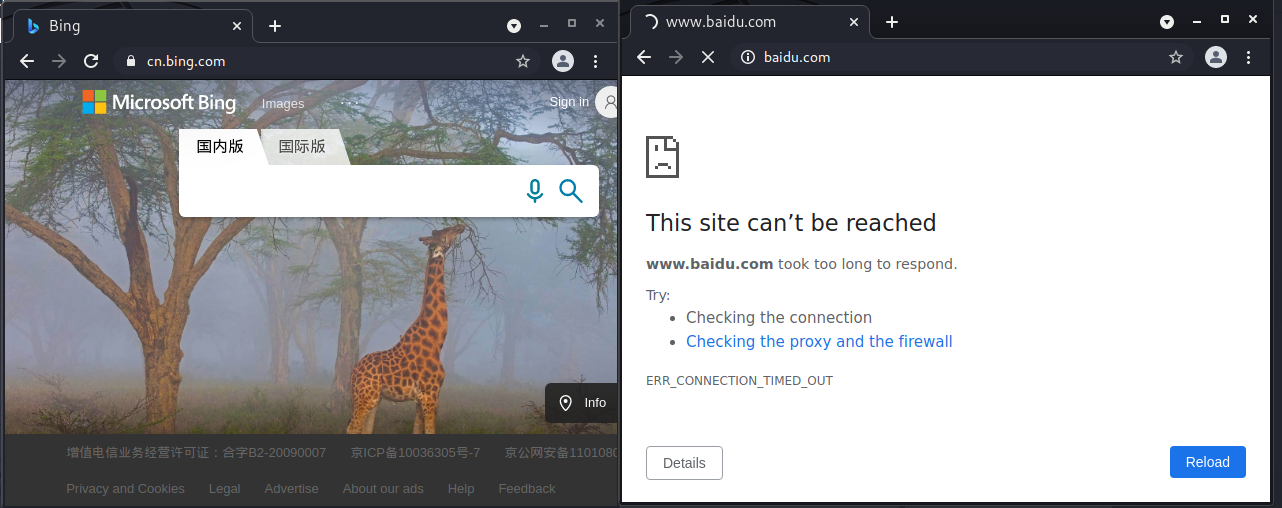 Bing
cn.bing.com
Microsoft Bing
Images
Sign in
国内版
国际版
Info
增值电信业务经营许可证：合字B2-20090007
京ICP备10036305号-7
京公网安备1101080
Privacy and Cookies
Legal
Advertise
About our ads
Help
Feedback
www.baidu.com
baidu.com
This site can’t be reached
www.baidu.com took too long to respond.
Try:
Checking the connection
Checking the proxy and the firewall
ERR_CONNECTION_TIMED_OUT
Details
Reload